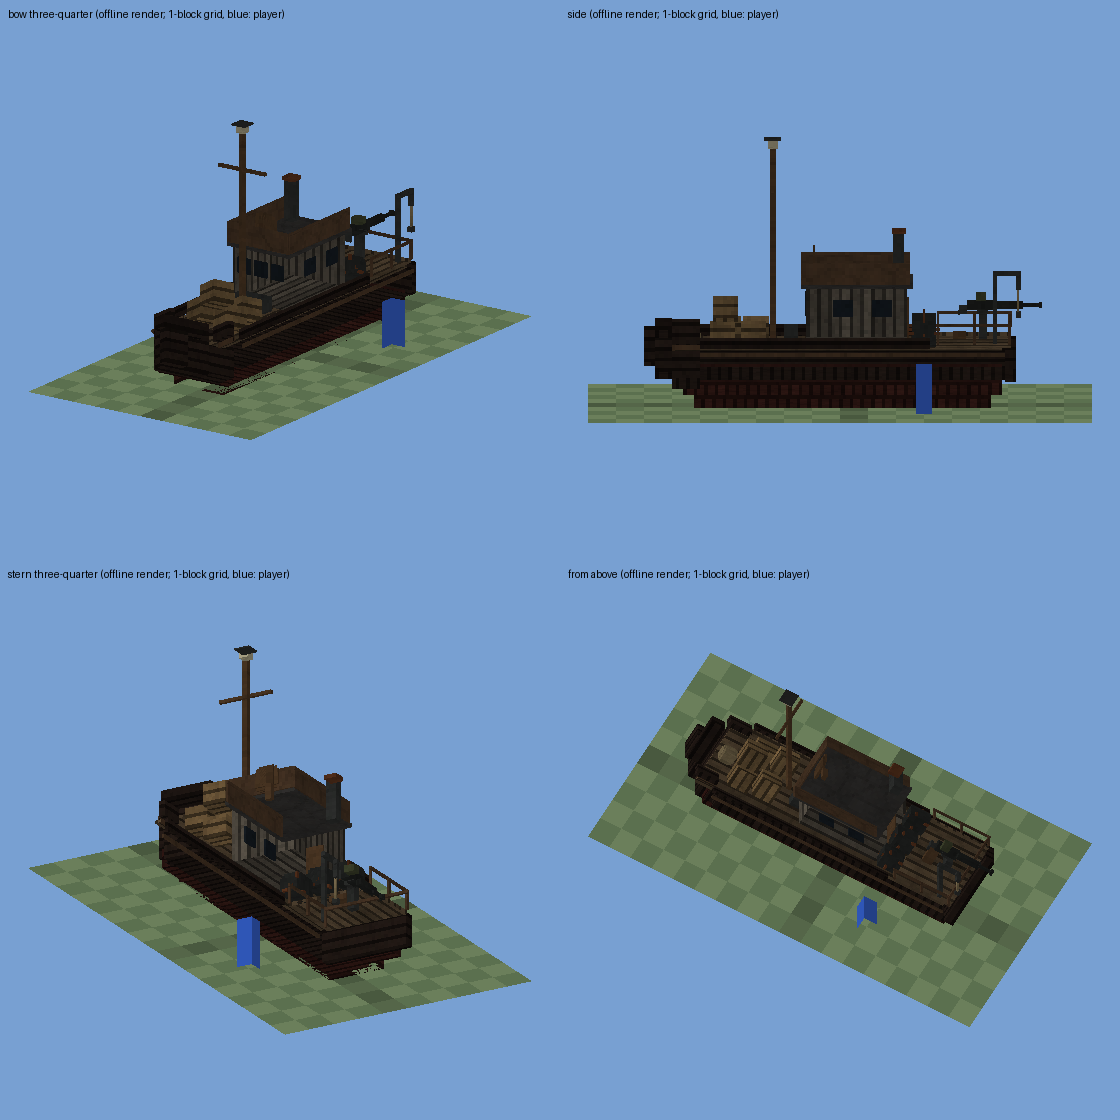 bow three-quarter (offline render; 1-block grid, blue: player)
side (offline render; 1-block grid, blue: player)
stern three-quarter (offline render; 1-block grid, blue: player)
from above (offline render; 1-block grid, blue: player)